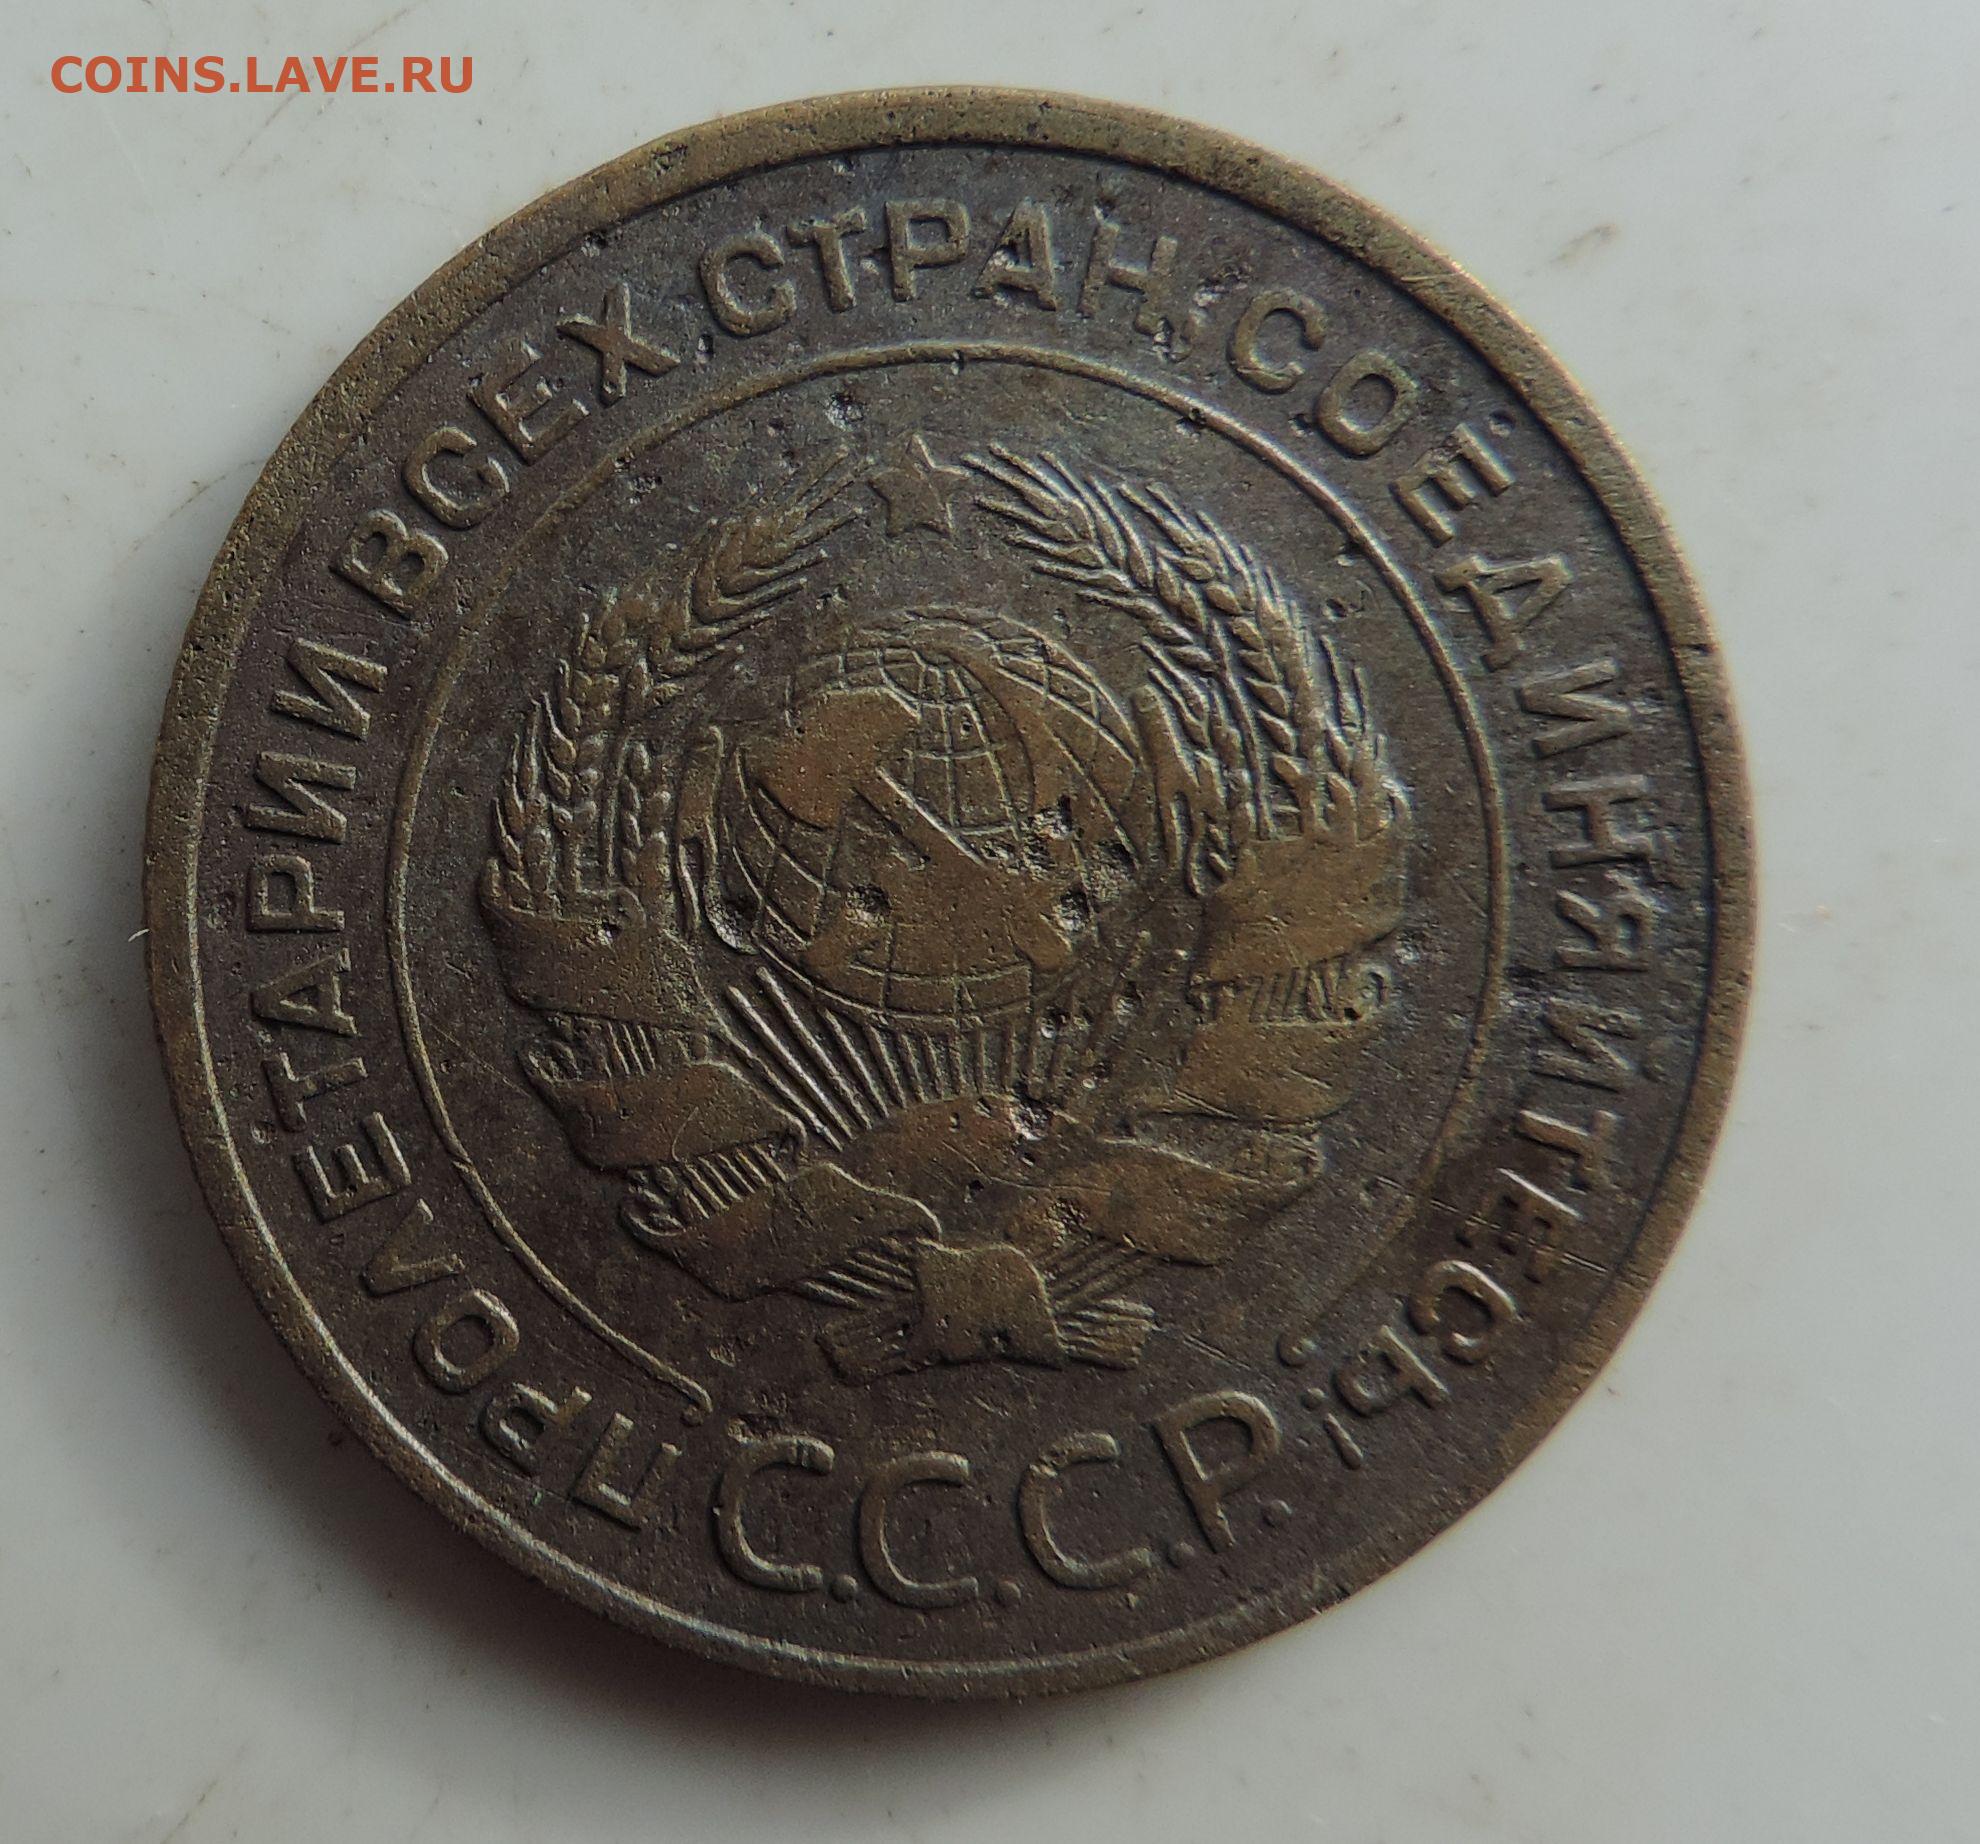 COINS.LAVE.RU
ПРОЛЕТАРИИ ВСЕХ СТРАН, СОЕДИНЯЙТЕСЬ!
С.С.С.Р.